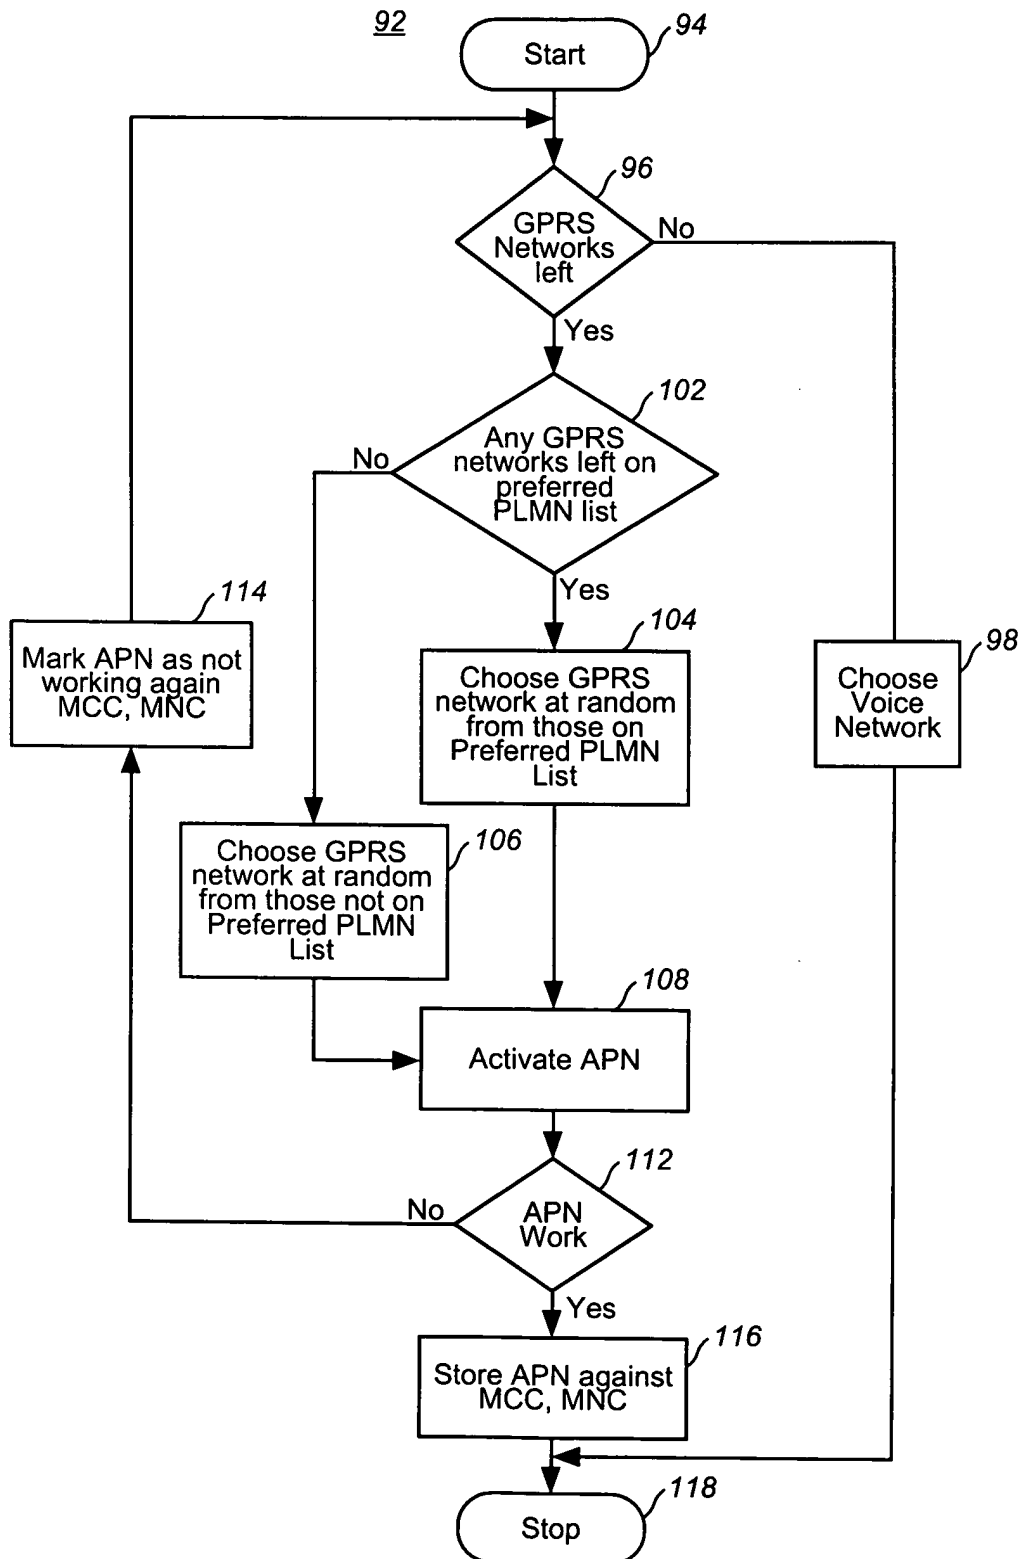 92
94
Start
96
GPRS
Networks
left
No
Yes
102
Any GPRS
networks left on
preferred
PLMN list
No
Yes
114
Mark APN as not
working again
MCC, MNC
104
Choose GPRS
network at random
from those on
Preferred PLMN
List
98
Choose
Voice
Network
106
Choose GPRS
network at random
from those not on
Preferred PLMN
List
108
Activate APN
112
APN
Work
No
Yes
116
Store APN against
MCC, MNC
118
Stop